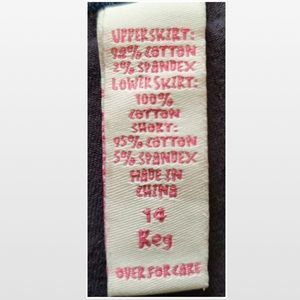 UPPER SKIRT:
98% COTTON
2% SPANDEX
LOWER SKIRT:
100%
COTTON
SHORT:
95% COTTON
5% SPANDEX
MADE IN
CHINA
14
Reg
OVER FOR CARE